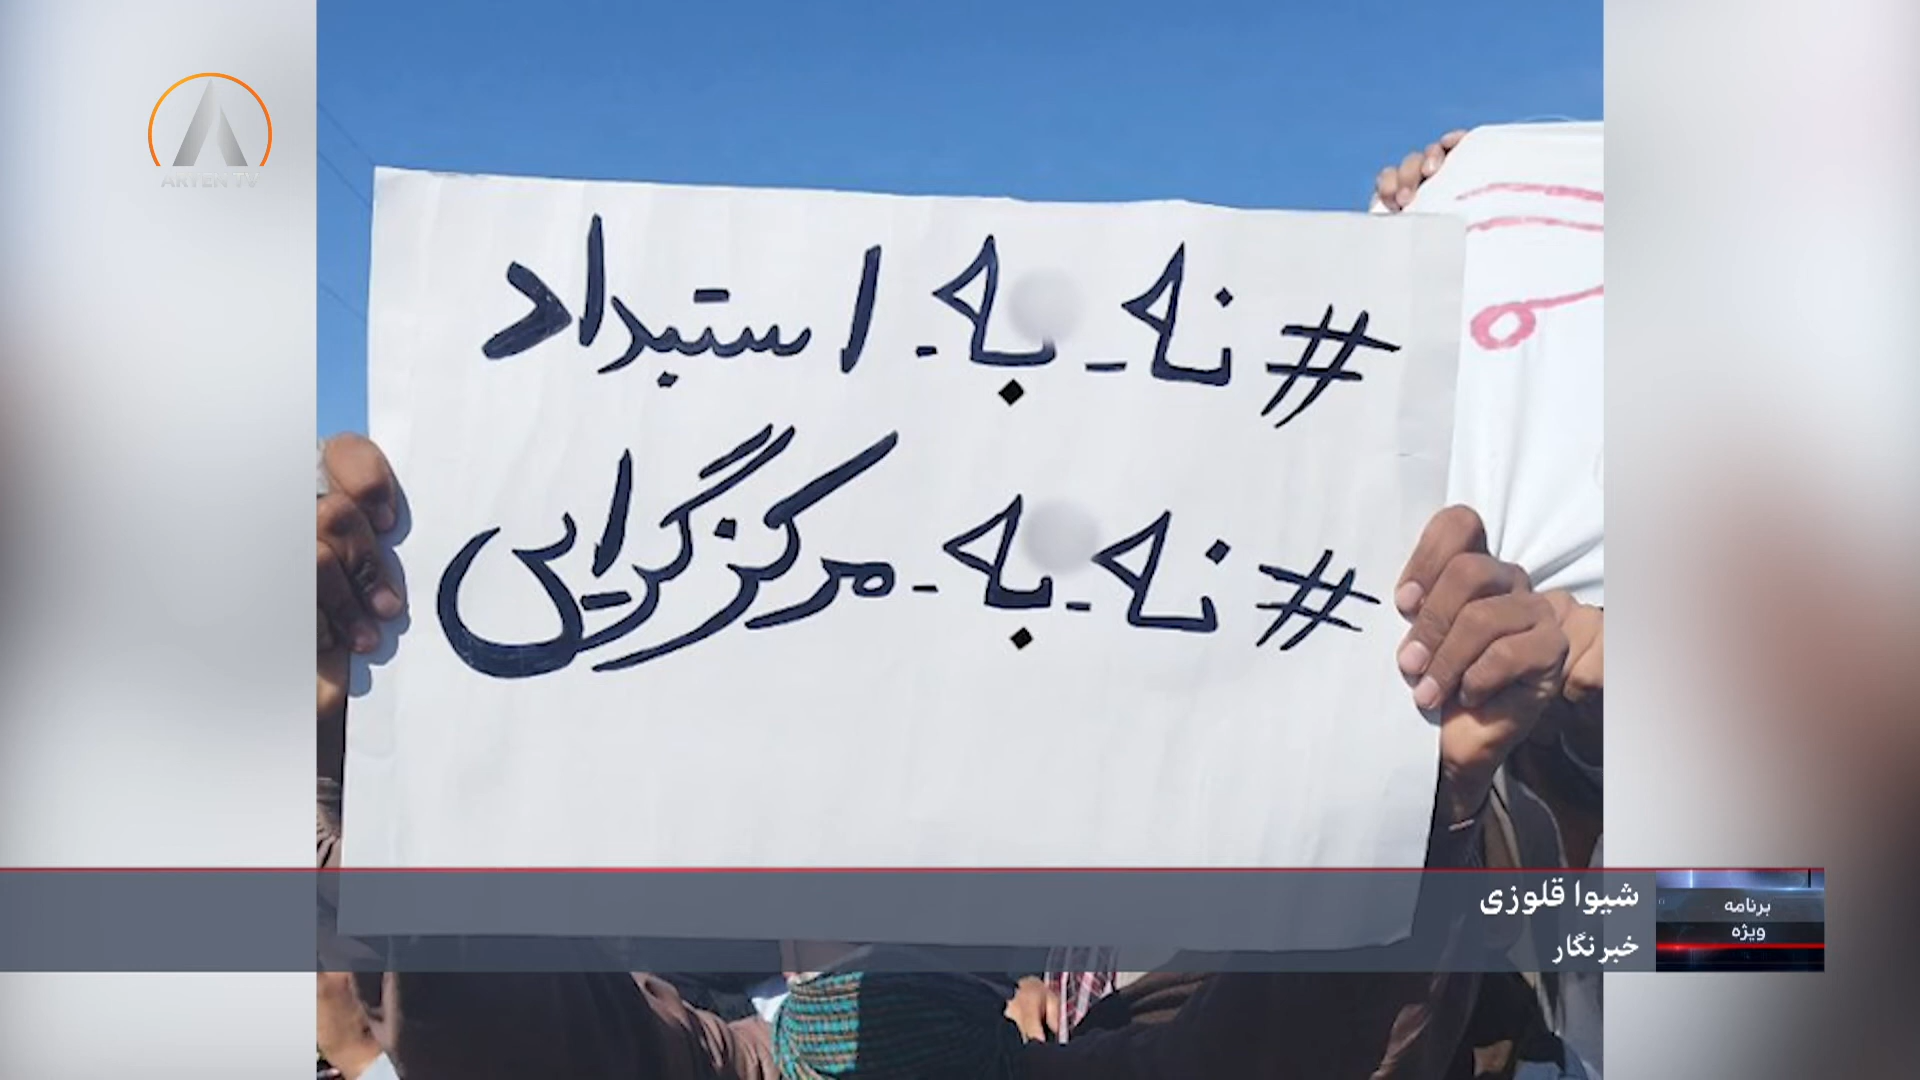 ARYEN TV
#نه_به_استبداد
#نه_به_مرکزگرایی
شیوا قلوزی
خبرنگار
برنامه
ویژه